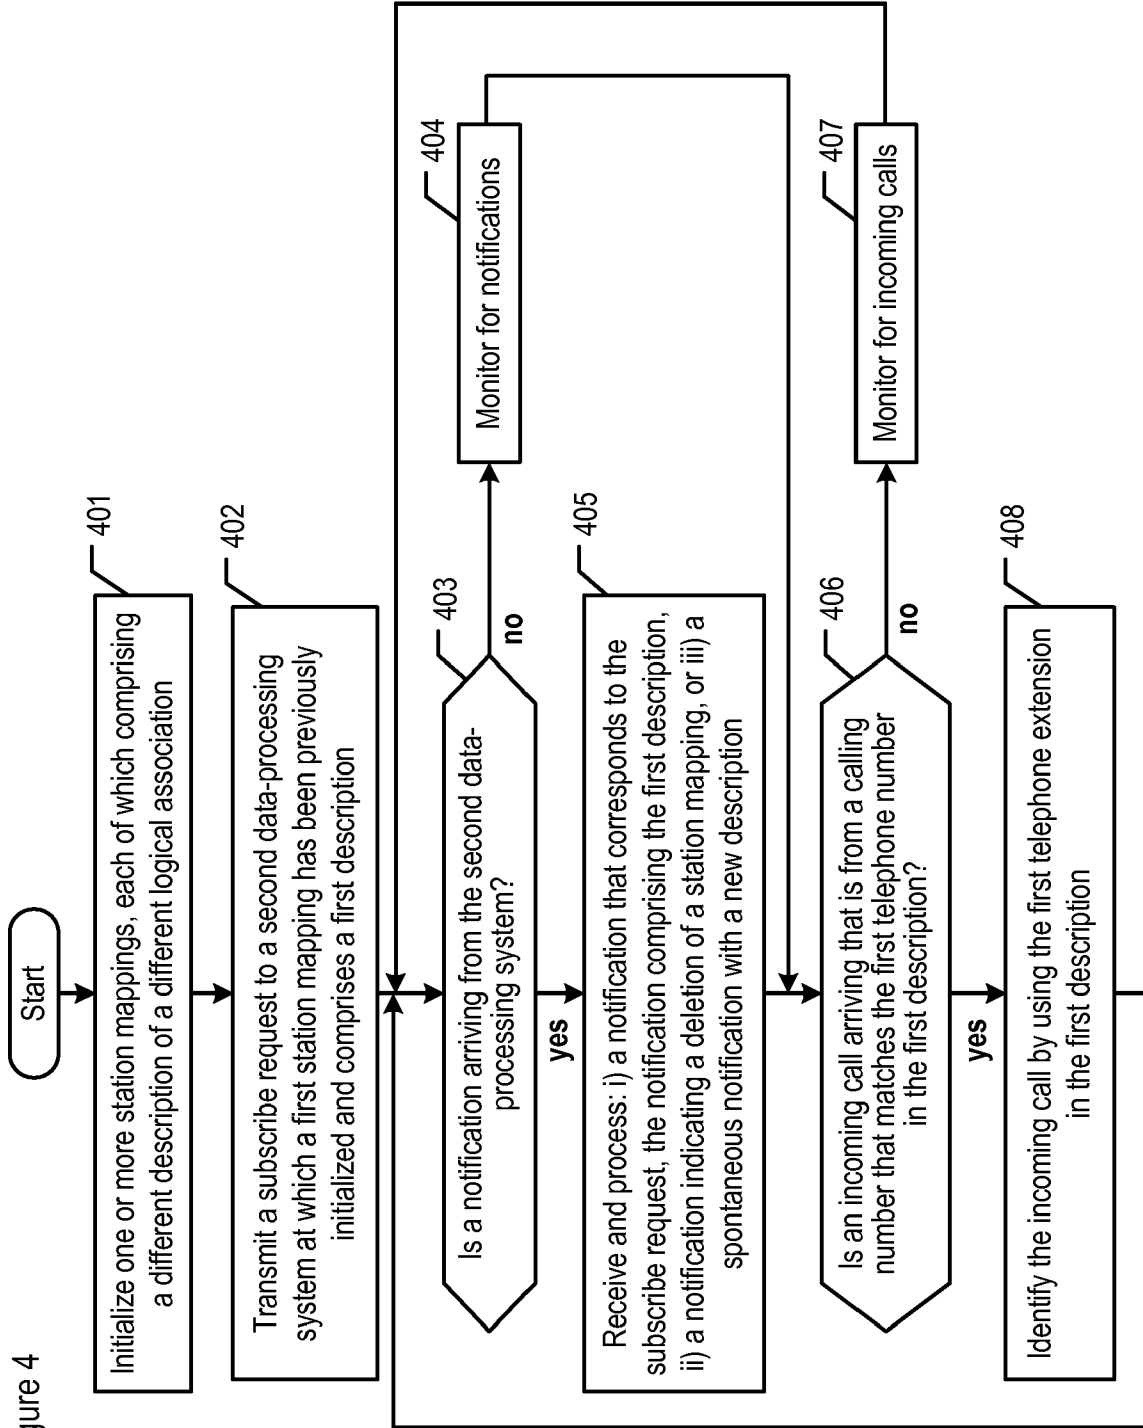 gure 4
Start
401
Initialize one or more station mappings, each of which comprising
a different description of a different logical association
402
Transmit a subscribe request to a second data-processing
system at which a first station mapping has been previously
initialized and comprises a first description
403
Is a notification arriving from the second data-
processing system?
no
404
Monitor for notifications
yes
405
Receive and process: i) a notification that corresponds to the
subscribe request, the notification comprising the first description,
ii) a notification indicating a deletion of a station mapping, or iii) a
spontaneous notification with a new description
406
Is an incoming call arriving that is from a calling
number that matches the first telephone number
in the first description?
no
407
Monitor for incoming calls
yes
408
Identify the incoming call by using the first telephone extension
in the first description